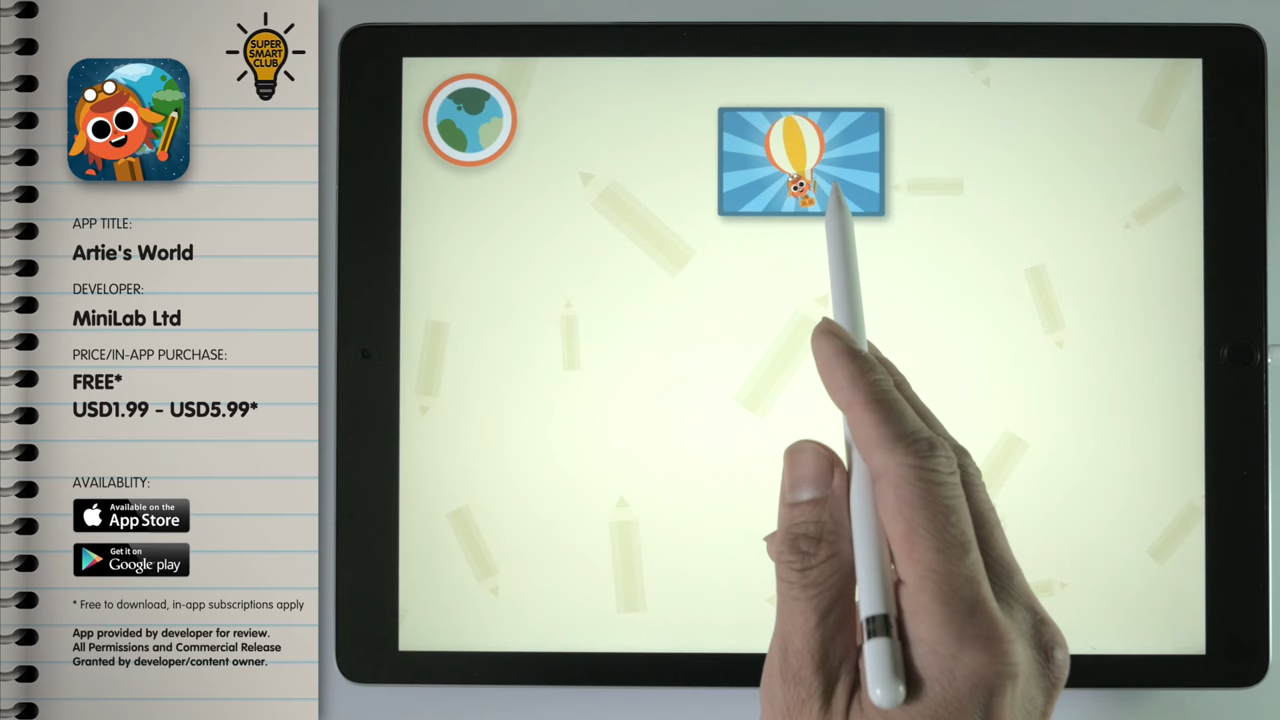 SUPER
SMART
CLUB
APP TITLE:
Artie's World
DEVELOPER:
MiniLab Ltd
PRICE/IN-APP PURCHASE:
FREE*
USD1.99 - USD5.99*
AVAILABLITY:
Available on the
App Store
Get it on
Google play
* Free to download, in-app subscriptions apply
App provided by developer for review.
All Permissions and Commercial Release
Granted by developer/content owner.